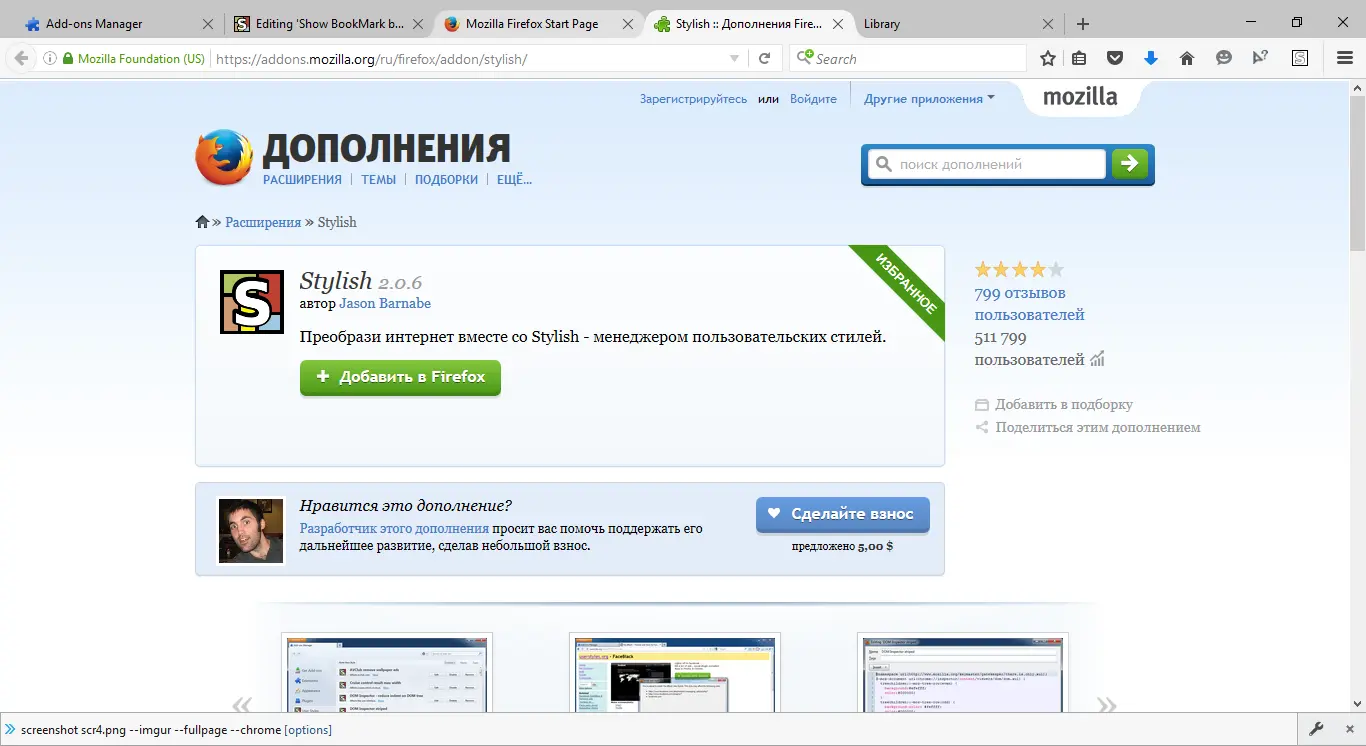 Add-ons Manager
Editing 'Show BookMark b...
Mozilla Firefox Start Page
Stylish :: Дополнения Fire...
Library
Mozilla Foundation (US)
https://addons.mozilla.org/ru/firefox/addon/stylish/
Search
Зарегистрируйтесь или Войдите
Другие приложения
mozilla
ДОПОЛНЕНИЯ
РАСШИРЕНИЯ | ТЕМЫ | ПОДБОРКИ | ЕЩЁ...
поиск дополнений
» Расширения » Stylish
ИЗБРАННОЕ
S
Stylish 2.0.6
автор Jason Barnabe
Преобрази интернет вместе со Stylish - менеджером пользовательских стилей.
+ Добавить в Firefox
799 отзывов
пользователей
511 799
пользователей
Добавить в подборку
Поделиться этим дополнением
Нравится это дополнение?
Разработчик этого дополнения просит вас помочь поддержать его
дальнейшее развитие, сделав небольшой взнос.
Сделайте взнос
предложено 5,00 $
« »
» screenshot scr4.png --imgur --fullpage --chrome [options]